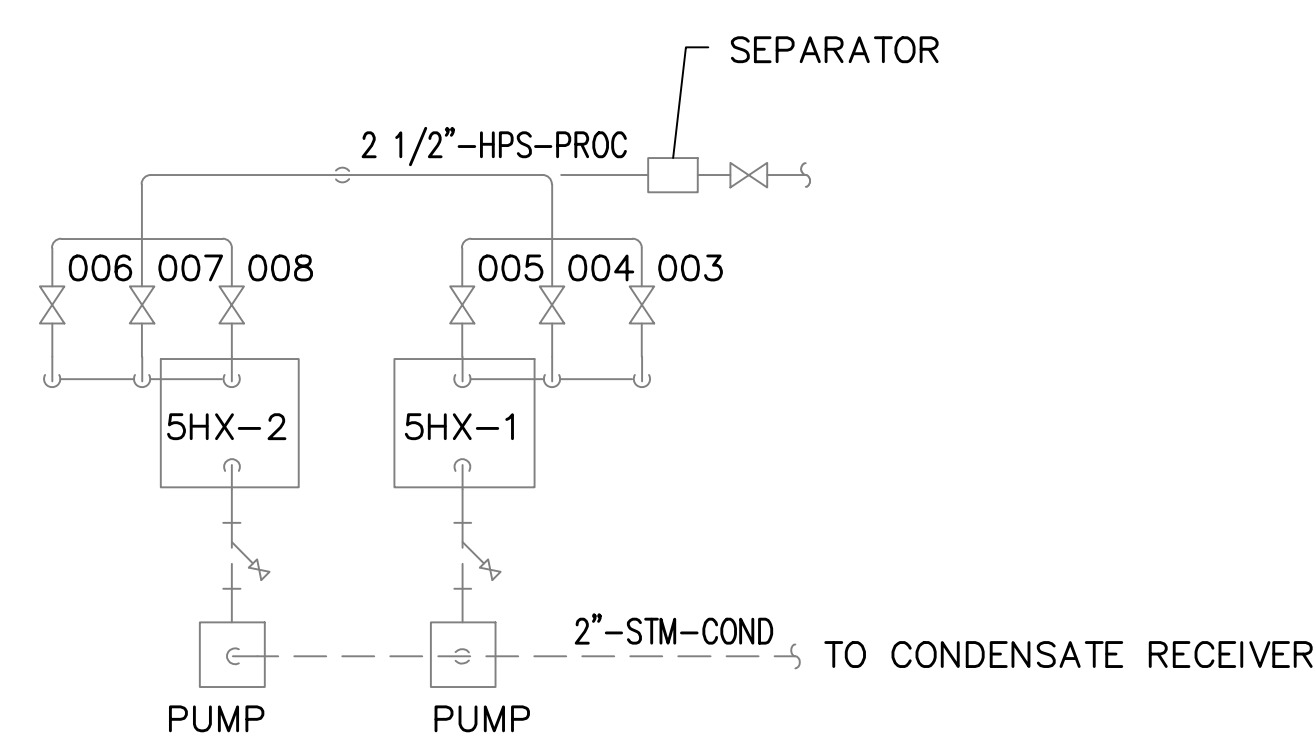 SEPARATOR
2 1/2”-HPS-PROC
006 007 008 005 004 003
5HX-2 5HX-1
2”-STM-COND
TO CONDENSATE RECEIVER
PUMP PUMP